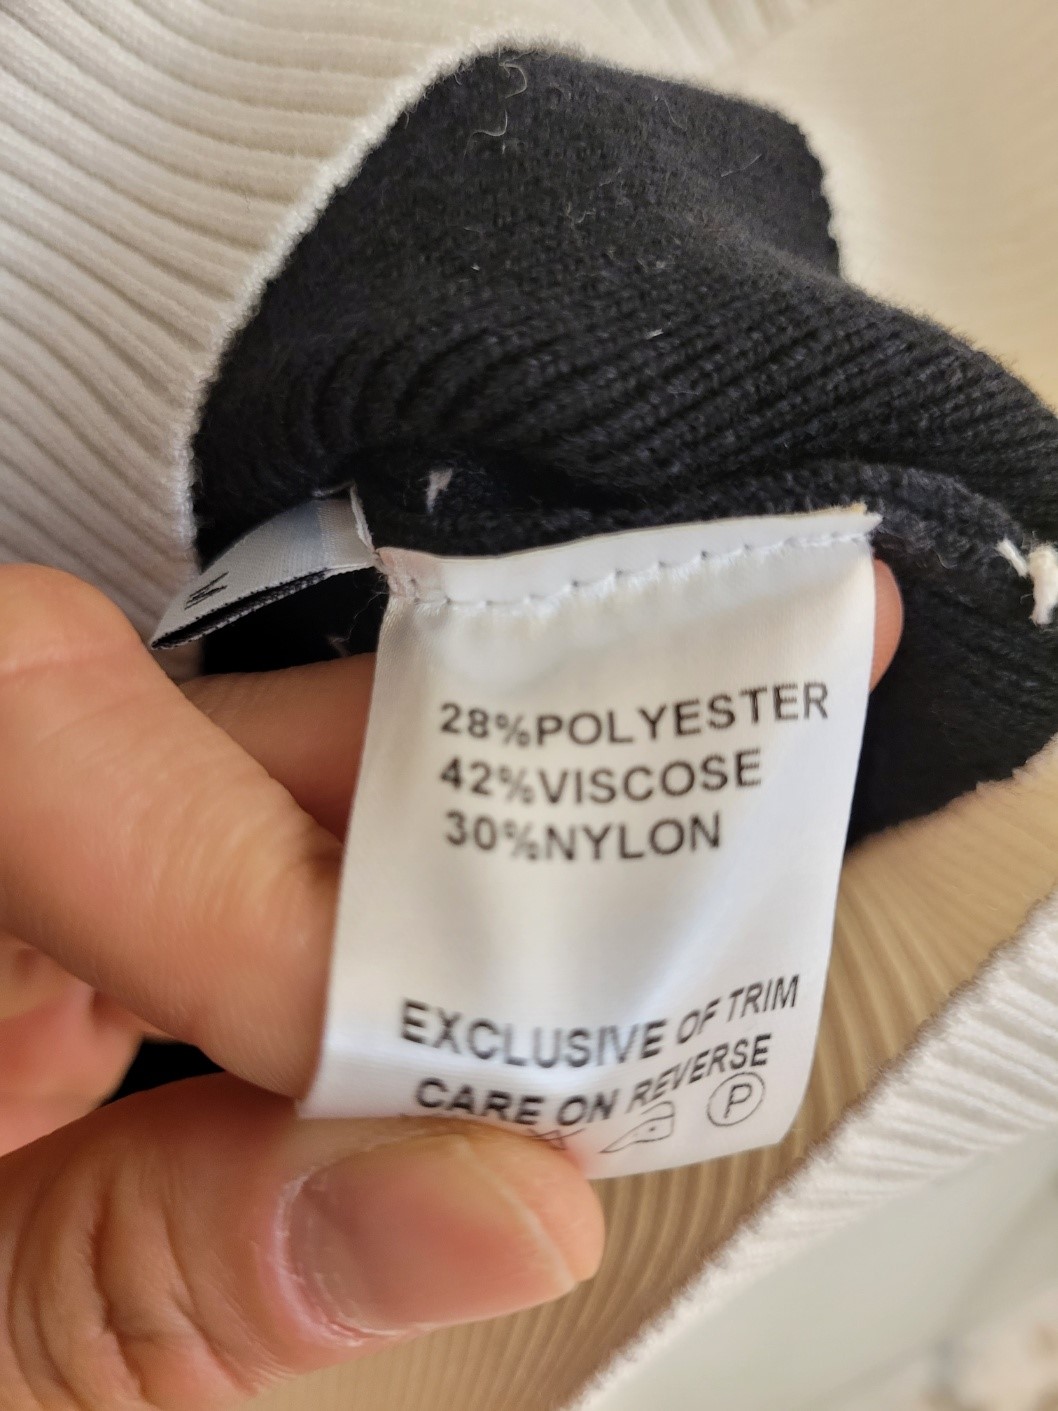 M
28%POLYESTER
42%VISCOSE
30%NYLON
EXCLUSIVE OF TRIM
CARE ON REVERSE
P